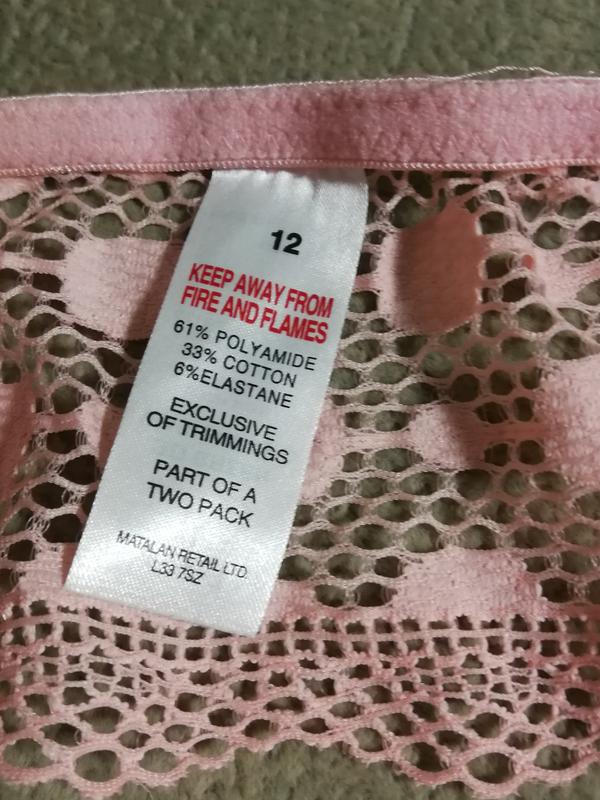 12
KEEP AWAY FROM
FIRE AND FLAMES
61% POLYAMIDE
33% COTTON
6%ELASTANE
EXCLUSIVE
OF TRIMMINGS
PART OF A
TWO PACK
MATALAN RETAIL LTD.
L33 7SZ